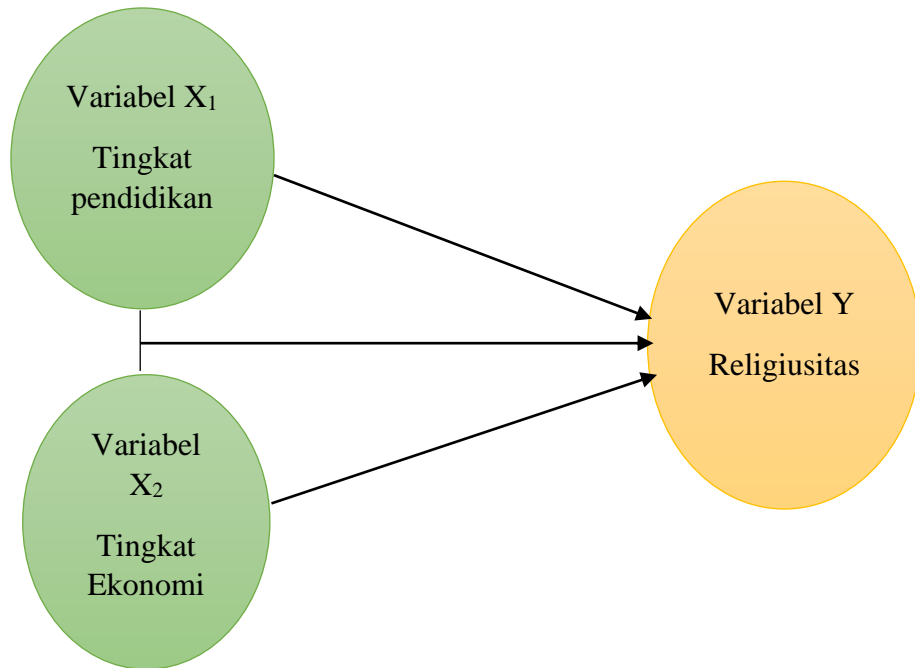 Variabel X₁
Tingkat
pendidikan
Variabel Y
Religiusitas
Variabel
X₂
Tingkat
Ekonomi